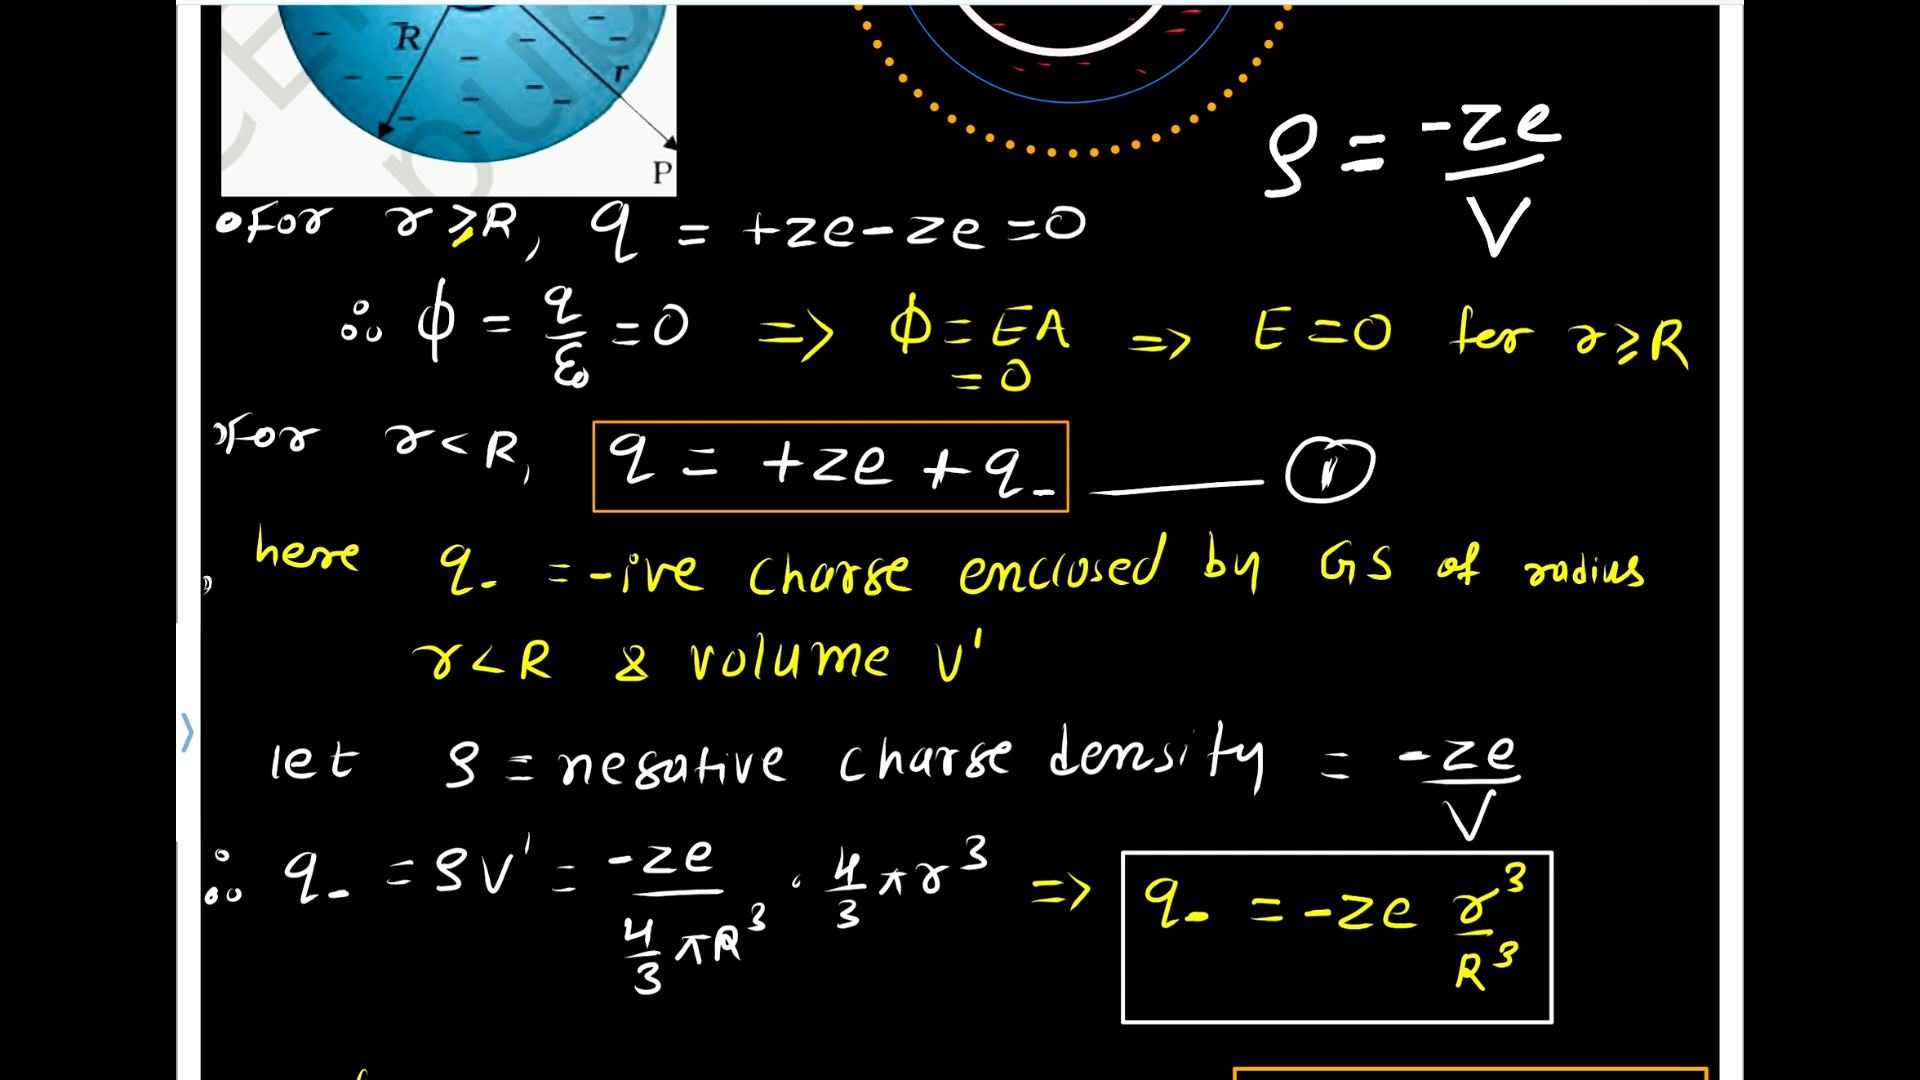 R
r
P
ρ = -ze/V
For r ≥ R, q = +ze - ze = 0
∴ ϕ = q/ε₀ = 0 => ϕ = EA = 0 => E = 0 for r ≥ R
For r < R, q = +ze + q₋ ——— ①
here q₋ = -ive charge enclosed by GS of radius
r < R & volume V'
let ρ = negative charge density = -ze/V
∴ q₋ = ρV' = -ze/(4/3 πR³) · 4/3 πr³ => q₋ = -ze r³/R³